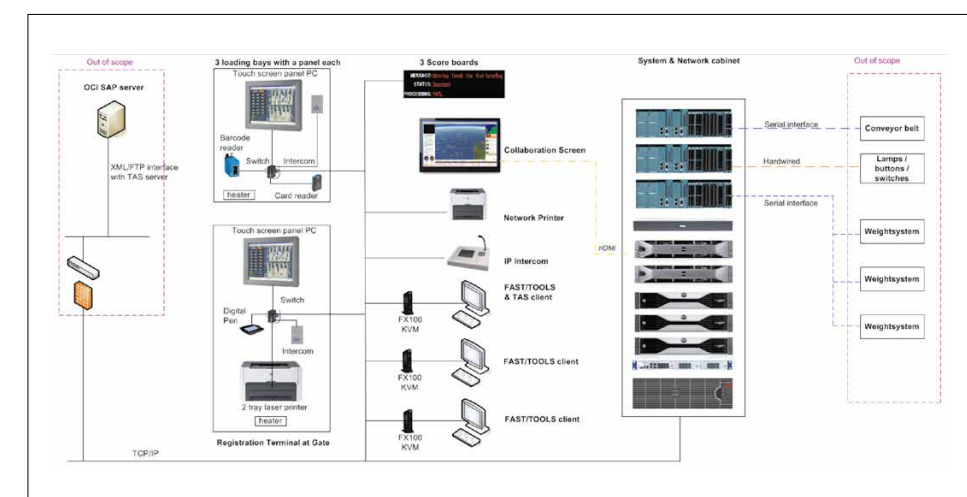 Out of scope
OCI SAP server
XML/FTP interface
with TAS server
3 loading bays with a panel each
Touch screen panel PC
Barcode
reader
Switch
Intercom
Card reader
heater
Touch screen panel PC
Switch
Digital
Pen
Intercom
2 tray laser printer
heater
Registration Terminal at Gate
TCP/IP
3 Score boards
MESSAGE:
STATUS:
PROCESSING:
Collaboration Screen
Network Printer
IP Intercom
FAST/TOOLS
& TAS client
FX100
KVM
FAST/TOOLS client
FX100
KVM
FAST/TOOLS client
FX100
KVM
HDMI
System & Network cabinet
Serial interface
Hardwired
Serial interface
Out of scope
Conveyor belt
Lamps /
buttons /
switches
Weightsystem
Weightsystem
Weightsystem